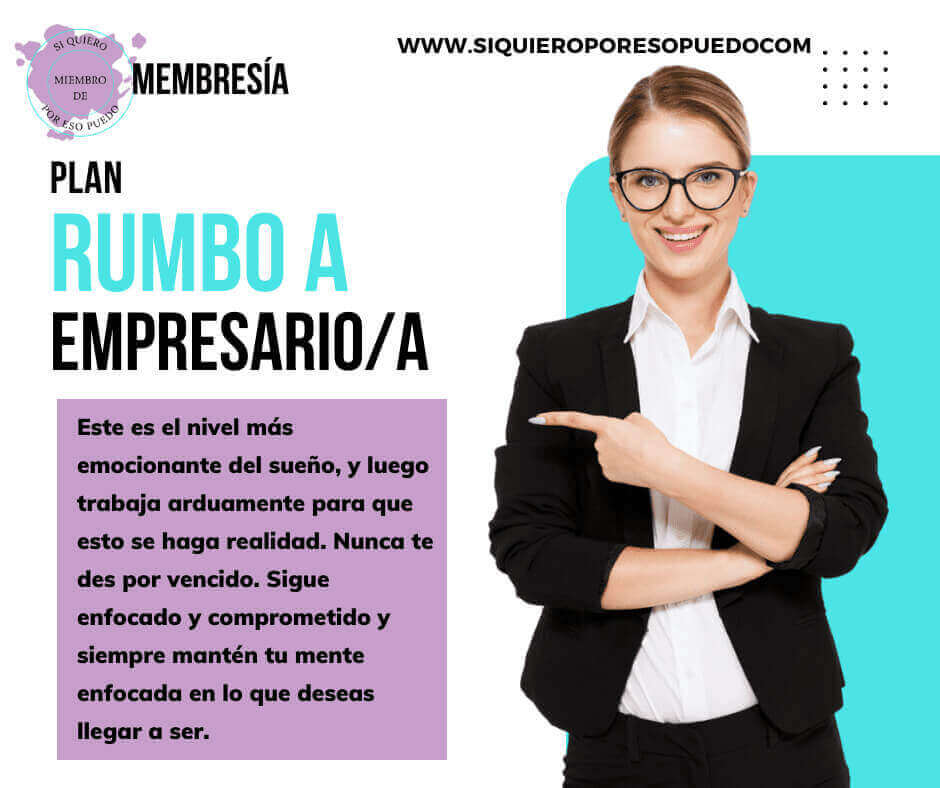 WWW.SIQUIEROPORESOPUEDOCOM
SI QUIERO
MIEMBRO
DE
POR ESO PUEDO
MEMBRESÍA
PLAN
RUMBO A
EMPRESARIO/A
Este es el nivel más
emocionante del sueño, y luego
trabaja arduamente para que
esto se haga realidad. Nunca te
des por vencido. Sigue
enfocado y comprometido y
siempre mantén tu mente
enfocada en lo que deseas
llegar a ser.